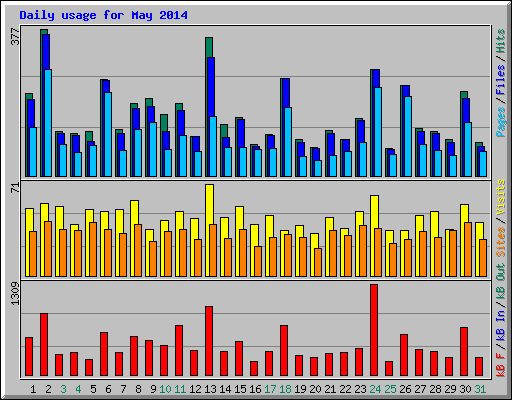 Daily usage for May 2014
377
Pages / Files / Hits
71
Sites / Visits
1309
kB F / kB In / kB Out
1 2 3 4 5 6 7 8 9 10 11 12 13 14 15 16 17 18 19 20 21 22 23 24 25 26 27 28 29 30 31